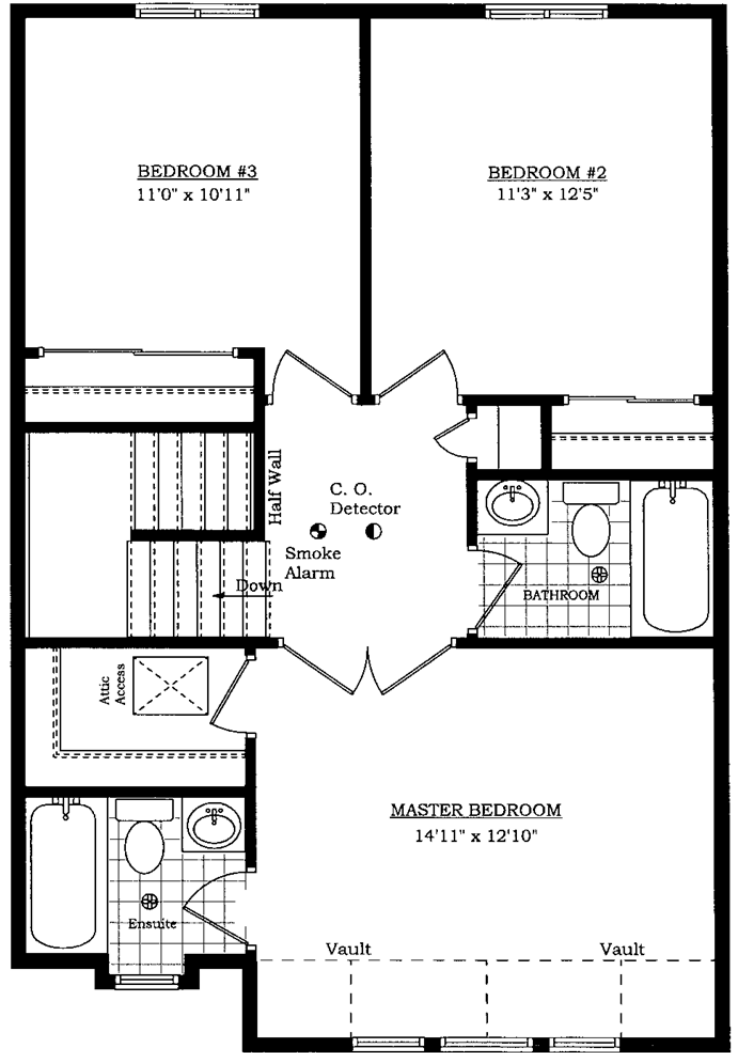 BEDROOM #3
11'0" x 10'11"
BEDROOM #2
11'3" x 12'5"
Half Wall
C. O.
Detector
Smoke
Alarm
Down
BATHROOM
Attic
Access
MASTER BEDROOM
14'11" x 12'10"
Ensuite
Vault
Vault